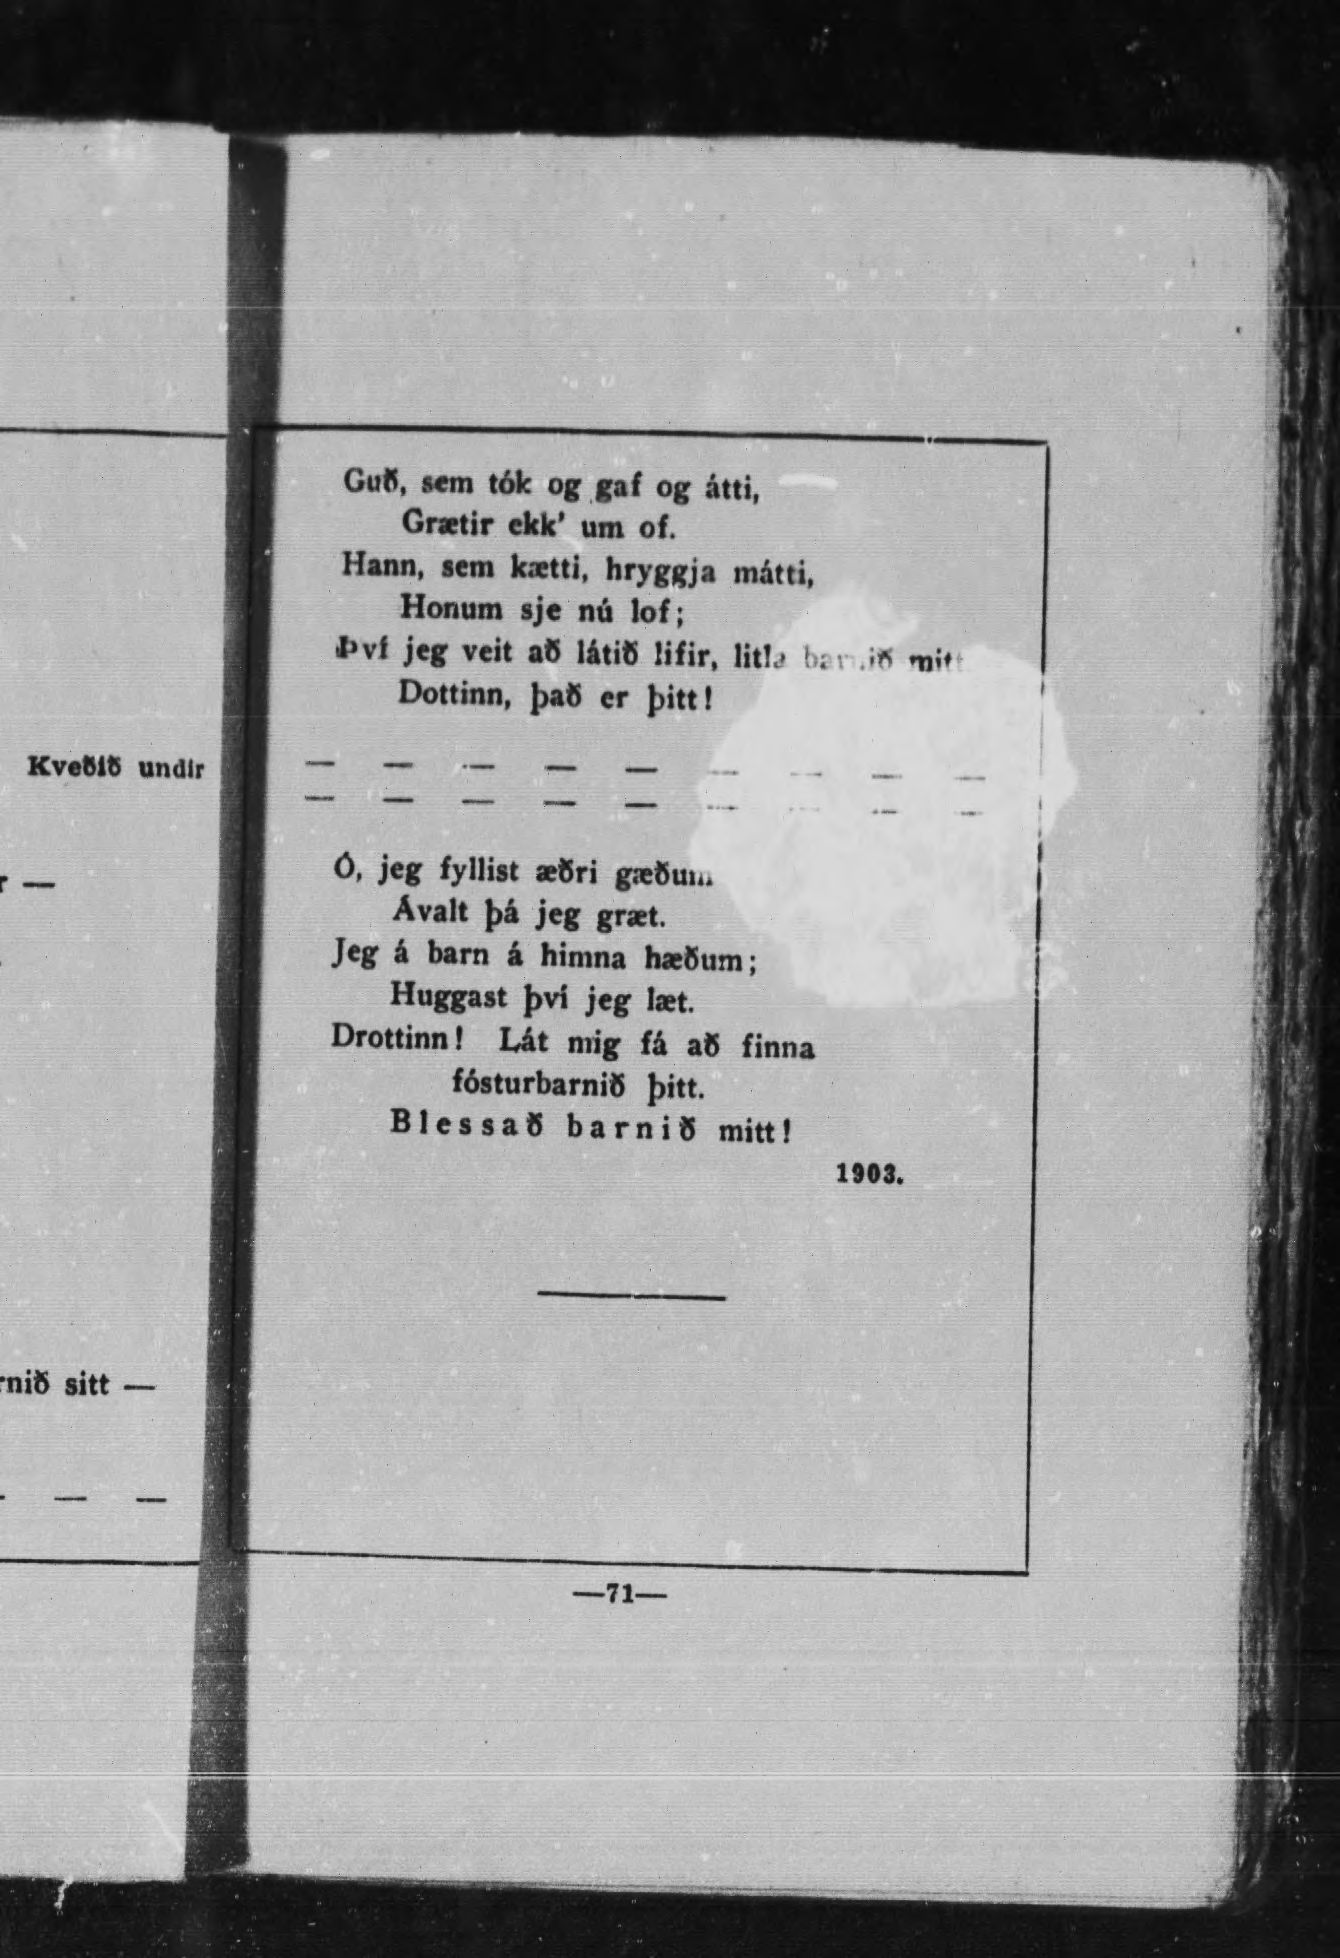 Kveðið undir
r —
rnið sitt —
— —
Guð, sem tók og gaf og átti,
Grætir ekk' um of.
Hann, sem kætti, hryggja mátti,
Honum sje nú lof;
Því jeg veit að látið lifir, litla barnið mitt
Dottinn, það er þitt!
— — — — — — — — —
— — — — — — — — —
Ó, jeg fyllist æðri gæðum
Ávalt þá jeg græt.
Jeg á barn á himna hæðum;
Huggast því jeg læt.
Drottinn! Lát mig fá að finna
fósturbarnið þitt.
Blessað barnið mitt!
1903.
—71—